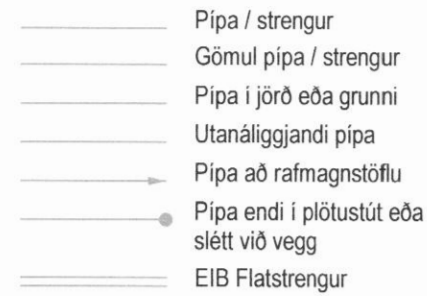 Pípa / strengur
Gömul pípa / strengur
Pípa í jörð eða grunni
Utanáliggjandi pípa
Pípa að rafmagnstöflu
Pípa endi í plötustút eða
slétt við vegg
EIB Flatstrengur